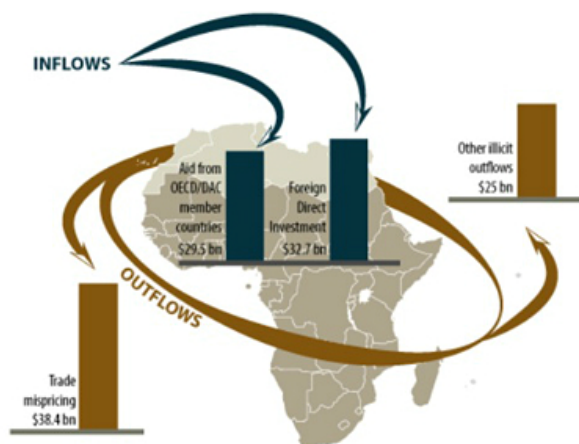 INFLOWS
Aid from
OECD/DAC
member
countries
$29.5 bn
Foreign
Direct
Investment
$32.7 bn
Other illicit
outflows
$25 bn
OUTFLOWS
Trade
mispricing
$38.4 bn